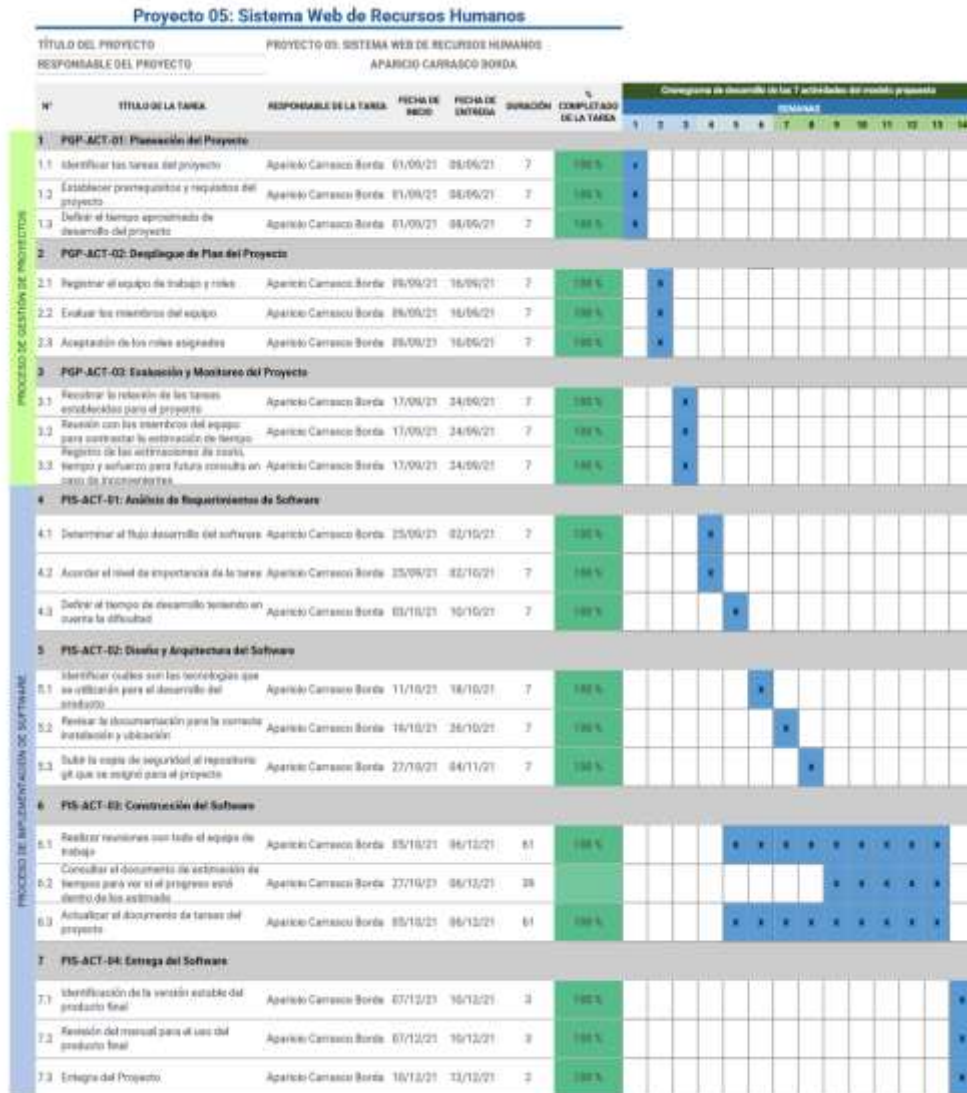 Proyecto 05: Sistema Web de Recursos Humanos
TÍTULO DEL PROYECTO PROYECTO 05: SISTEMA WEB DE RECURSOS HUMANOS
RESPONSABLE DEL PROYECTO APARICIO CARRASCO BORDA
Nº TÍTULO DE LA TAREA RESPONSABLE DE LA TAREA FECHA DE INICIO FECHA DE ENTREGA DURACIÓN % COMPLETADO DE LA TAREA
Cronograma de desarrollo de las 7 actividades del modelo propuesto
SEMANAS
1 2 3 4 5 6 7 8 9 10 11 12 13 14
PROCESO DE GESTIÓN DE PROYECTOS
1 PGP-ACT-01: Planeación del Proyecto
1.1 Identificar las tareas del proyecto Aparicio Carrasco Borda 01/09/21 08/09/21 7 100 % x
1.2 Establecer prerrequisitos y requisitos del proyecto Aparicio Carrasco Borda 01/09/21 08/09/21 7 100 % x
1.3 Definir el tiempo aproximado de desarrollo del proyecto Aparicio Carrasco Borda 01/09/21 08/09/21 7 100 % x
2 PGP-ACT-02: Despliegue de Plan del Proyecto
2.1 Registrar el equipo de trabajo y roles Aparicio Carrasco Borda 09/09/21 16/09/21 7 100 % x
2.2 Evaluar los miembros del equipo Aparicio Carrasco Borda 09/09/21 16/09/21 7 100 % x
2.3 Aceptación de los roles asignados Aparicio Carrasco Borda 09/09/21 16/09/21 7 100 % x
3 PGP-ACT-03: Evaluación y Monitoreo del Proyecto
3.1 la relación de las tareas establecidas para el proyecto Aparicio Carrasco Borda 17/09/21 24/09/21 7 100 % x
3.2 Reunión con los miembros del equipo para contrastar la estimación de tiempo Aparicio Carrasco Borda 17/09/21 24/09/21 7 100 % x
3.3 Registro de las estimaciones de costo, tiempo y esfuerzo para futura consulta en caso de inconvenientes Aparicio Carrasco Borda 17/09/21 24/09/21 7 100 % x
PROCESO DE IMPLEMENTACIÓN DE SOFTWARE
4 PIS-ACT-01: Análisis de Requerimientos de Software
4.1 Determinar el flujo desarrollo del software Aparicio Carrasco Borda 25/09/21 02/10/21 7 100 % x
4.2 Acordar el nivel de importancia de la tarea Aparicio Carrasco Borda 25/09/21 02/10/21 7 100 % x
4.3 Definir el tiempo de desarrollo teniendo en cuenta la dificultad Aparicio Carrasco Borda 03/10/21 10/10/21 7 100 % x
5 PIS-ACT-02: Diseño y Arquitectura del Software
5.1 Identificar cuáles son las tecnologías que se utilizarán para el desarrollo del producto Aparicio Carrasco Borda 11/10/21 18/10/21 7 100 % x
5.2 Revisar la documentación para la correcta instalación y ubicación Aparicio Carrasco Borda 19/10/21 26/10/21 7 100 % x
5.3 Subir la copia de seguridad al repositorio git que se asignó para el proyecto Aparicio Carrasco Borda 27/10/21 04/11/21 7 100 % x
6 PIS-ACT-03: Construcción del Software
6.1 Realizar reuniones con todo el equipo de trabajo Aparicio Carrasco Borda 05/10/21 06/12/21 61 100 % x x x x x x x x x
6.2 Consultar el documento de estimación de tiempos para ver si el progreso está dentro de los estimado Aparicio Carrasco Borda 27/10/21 06/12/21 x x x x x
6.3 Actualizar el documento de tareas del proyecto Aparicio Carrasco Borda 05/10/21 06/12/21 61 100 % x x x x x x x x x
7 PIS-ACT-04: Entrega del Software
7.1 Identificación de la versión estable del producto final Aparicio Carrasco Borda 07/12/21 10/12/21 3 100 % x
7.2 Revisión del manual para el uso del producto final Aparicio Carrasco Borda 07/12/21 10/12/21 3 100 % x
7.3 Entegra del Proyecto Aparicio Carrasco Borda 10/12/21 13/12/21 2 100 % x